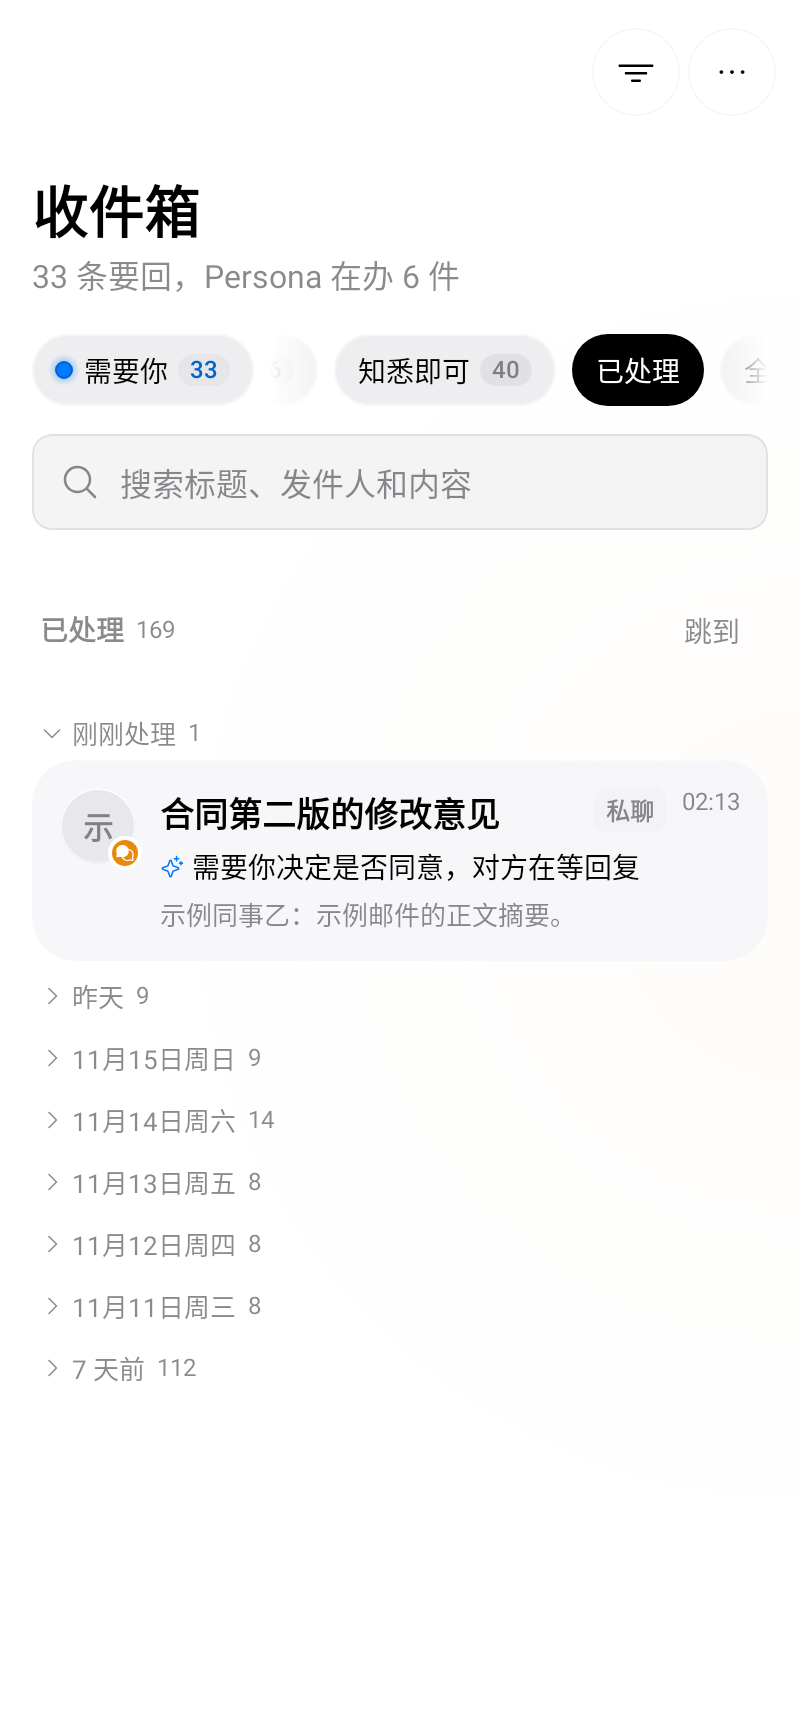 收件箱
33 条要回，Persona 在办 6 件
需要你 33
知悉即可 40
已处理
全
搜索标题、发件人和内容
已处理 169
跳到
刚刚处理 1
示
合同第二版的修改意见
私聊
02:13
需要你决定是否同意，对方在等回复
示例同事乙：示例邮件的正文摘要。
昨天 9
11月15日周日 9
11月14日周六 14
11月13日周五 8
11月12日周四 8
11月11日周三 8
7 天前 112